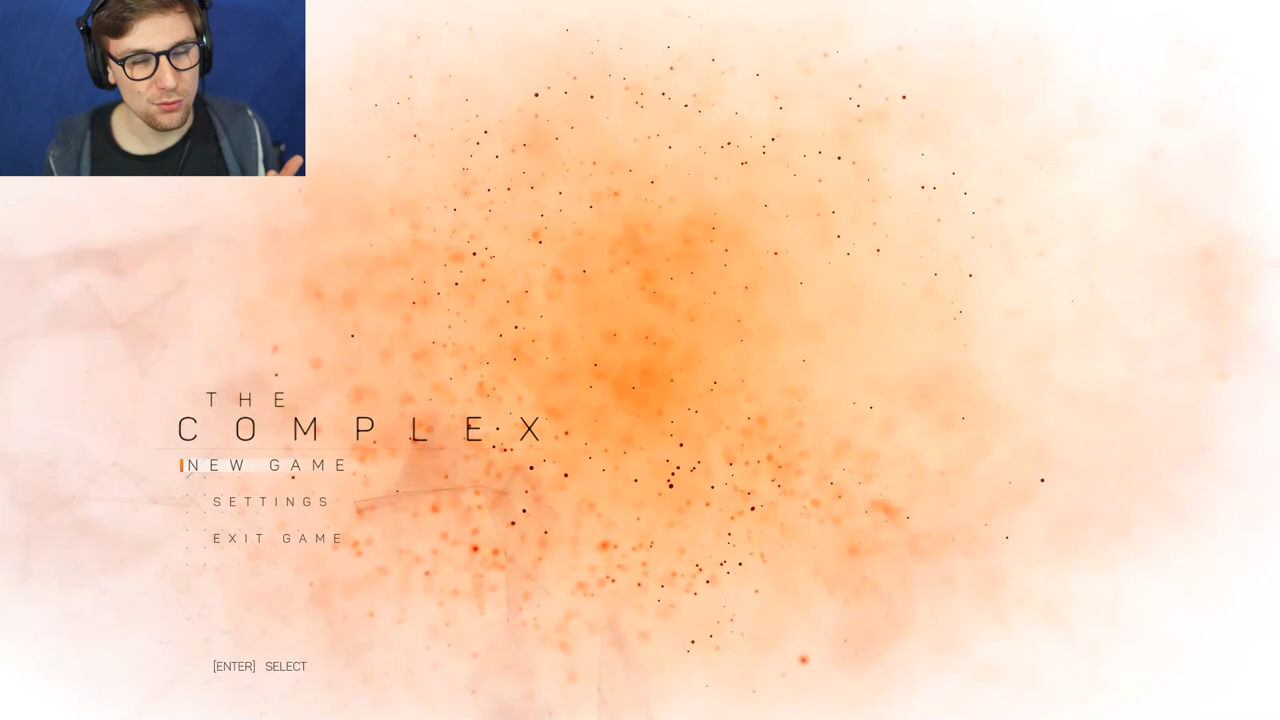 THE
COMPLEX
NEW GAME
SETTINGS
EXIT GAME
[ENTER] SELECT